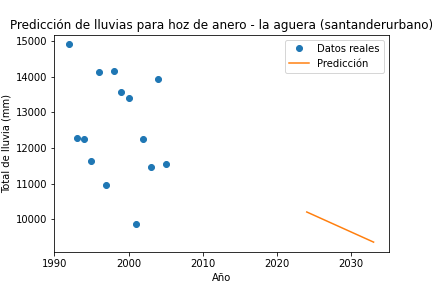 Predicción de lluvias para hoz de anero - la aguera (santanderurbano)
15000
14000
13000
12000
11000
10000
Total de lluvia (mm)
Datos reales
Predicción
1990
2000
2010
2020
2030
Año